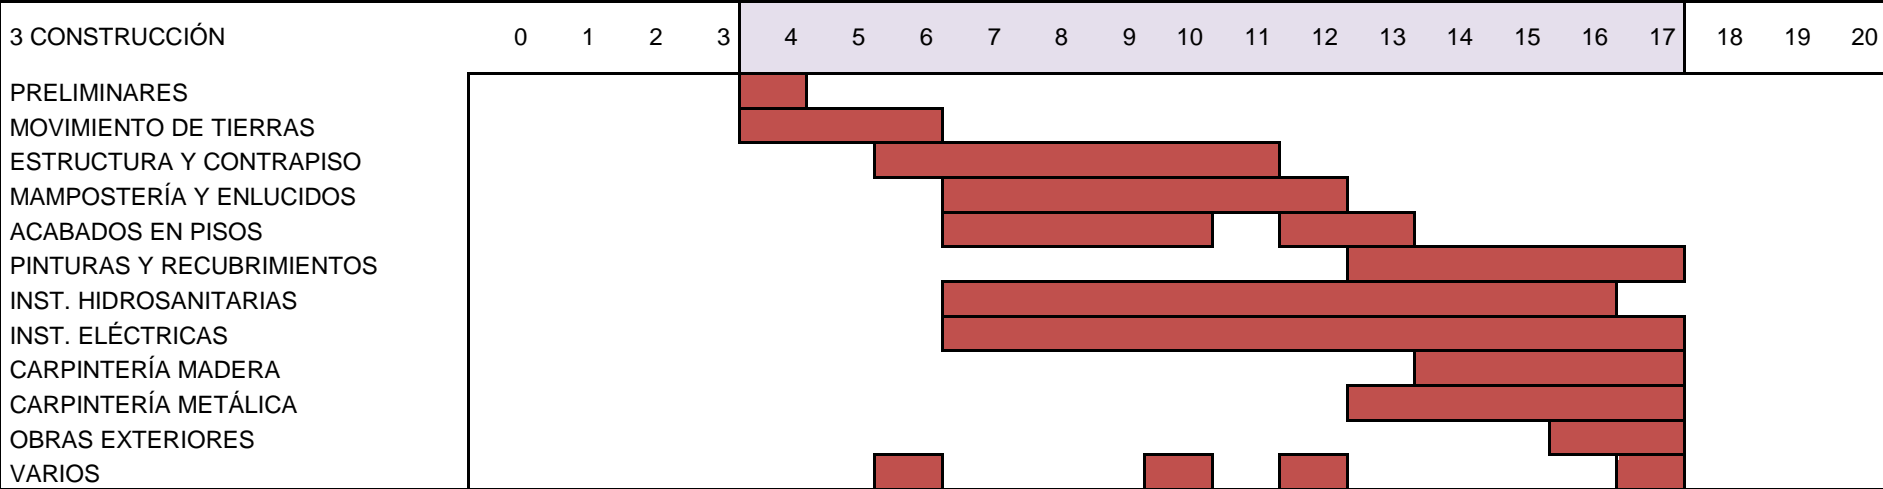 3 CONSTRUCCIÓN 0 1 2 3 4 5 6 7 8 9 10 11 12 13 14 15 16 17 18 19 20
PRELIMINARES
MOVIMIENTO DE TIERRAS
ESTRUCTURA Y CONTRAPISO
MAMPOSTERÍA Y ENLUCIDOS
ACABADOS EN PISOS
PINTURAS Y RECUBRIMIENTOS
INST. HIDROSANITARIAS
INST. ELÉCTRICAS
CARPINTERÍA MADERA
CARPINTERÍA METÁLICA
OBRAS EXTERIORES
VARIOS